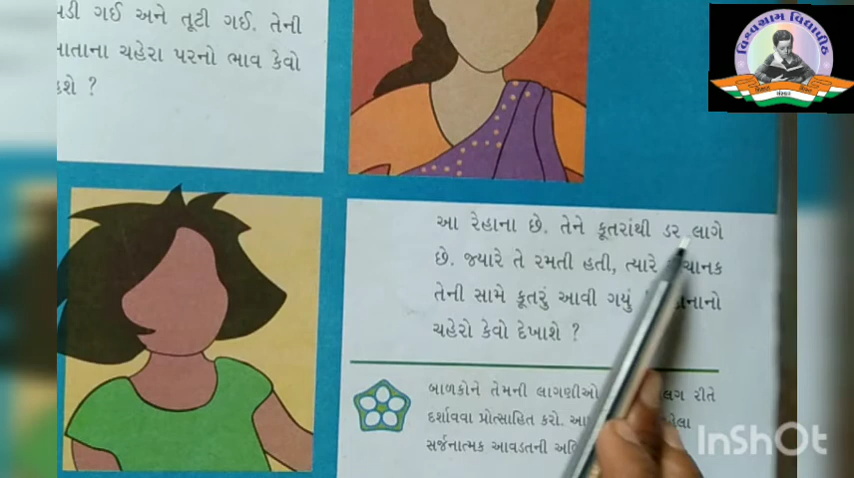 પડી ગઈ અને તૂટી ગઈ. તેની
માતાના ચહેરા પરનો ભાવ કેવો
હશે ?
વિશ્વગ્રામ વિદ્યાપીઠ
આ રેહાના છે. તેને કૂતરાંથી ડર લાગે
છે. જ્યારે તે રમતી હતી, ત્યારે
તેની સામે કૂતરું આવી ગયું
ચહેરો કેવો દેખાશે ?
બાળકોને તેમની લાગણીઓ રીતે
દર્શાવવા પ્રોત્સાહિત કરો.
સર્જનાત્મક આવડતની
InShOt